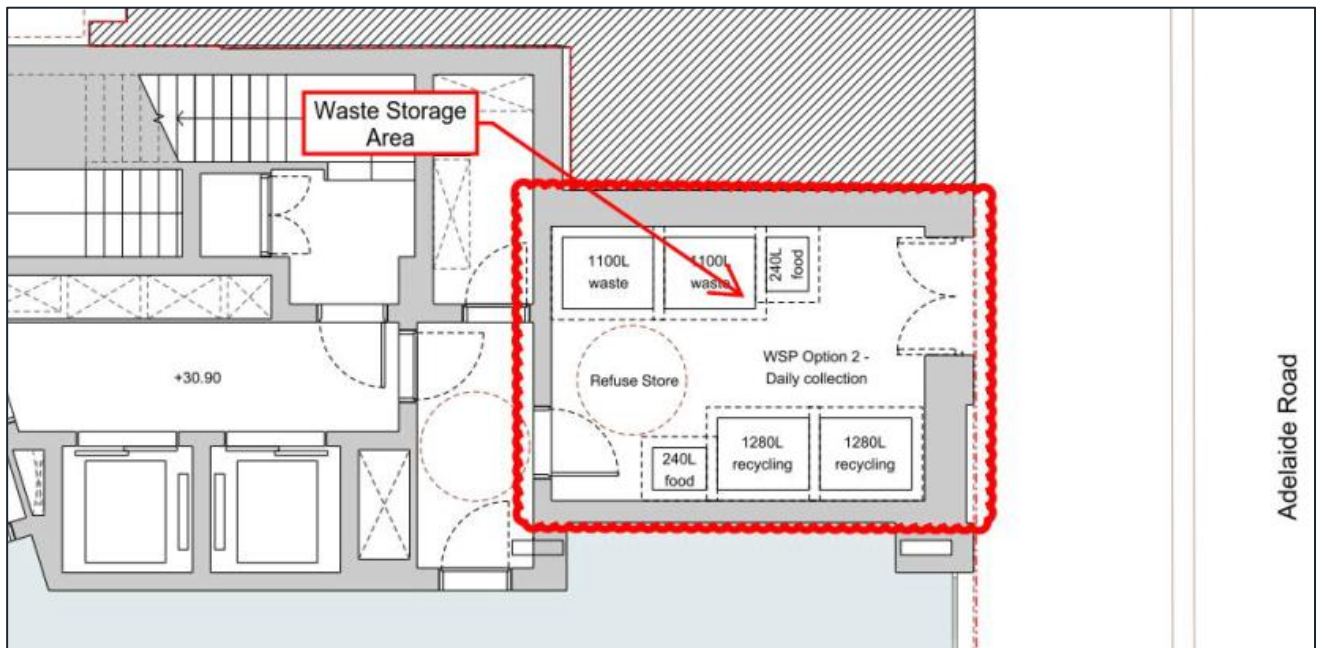 Waste Storage
Area
1100L
waste
1100L
waste
240L
food
+30.90
Refuse Store
WSP Option 2 -
Daily collection
240L
food
1280L
recycling
1280L
recycling
Adelaide Road